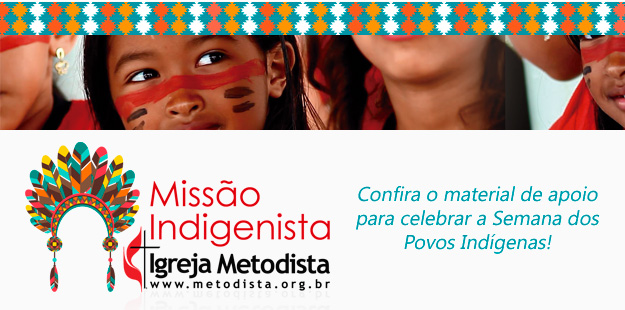 Missão
Indigenista
Igreja Metodista
www.metodista.org.br
Confira o material de apoio
para celebrar a Semana dos
Povos Indígenas!